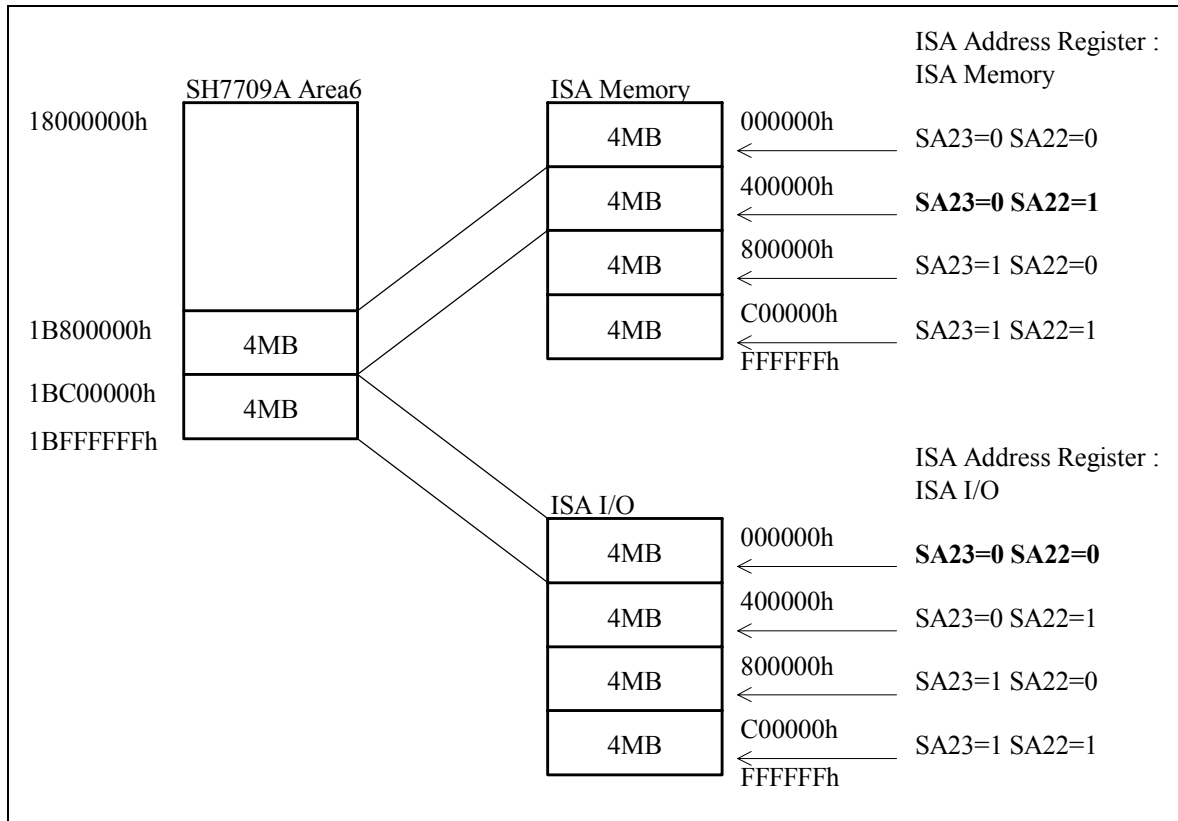 ISA Address Register :
ISA Memory
SH7709A Area6
18000000h
1B800000h
4MB
1BC00000h
4MB
1BFFFFFFh
ISA Memory
4MB
000000h
SA23=0 SA22=0
4MB
400000h
SA23=0 SA22=1
4MB
800000h
SA23=1 SA22=0
4MB
C00000h
SA23=1 SA22=1
FFFFFFh
ISA Address Register :
ISA I/O
ISA I/O
4MB
000000h
SA23=0 SA22=0
4MB
400000h
SA23=0 SA22=1
4MB
800000h
SA23=1 SA22=0
4MB
C00000h
SA23=1 SA22=1
FFFFFFh